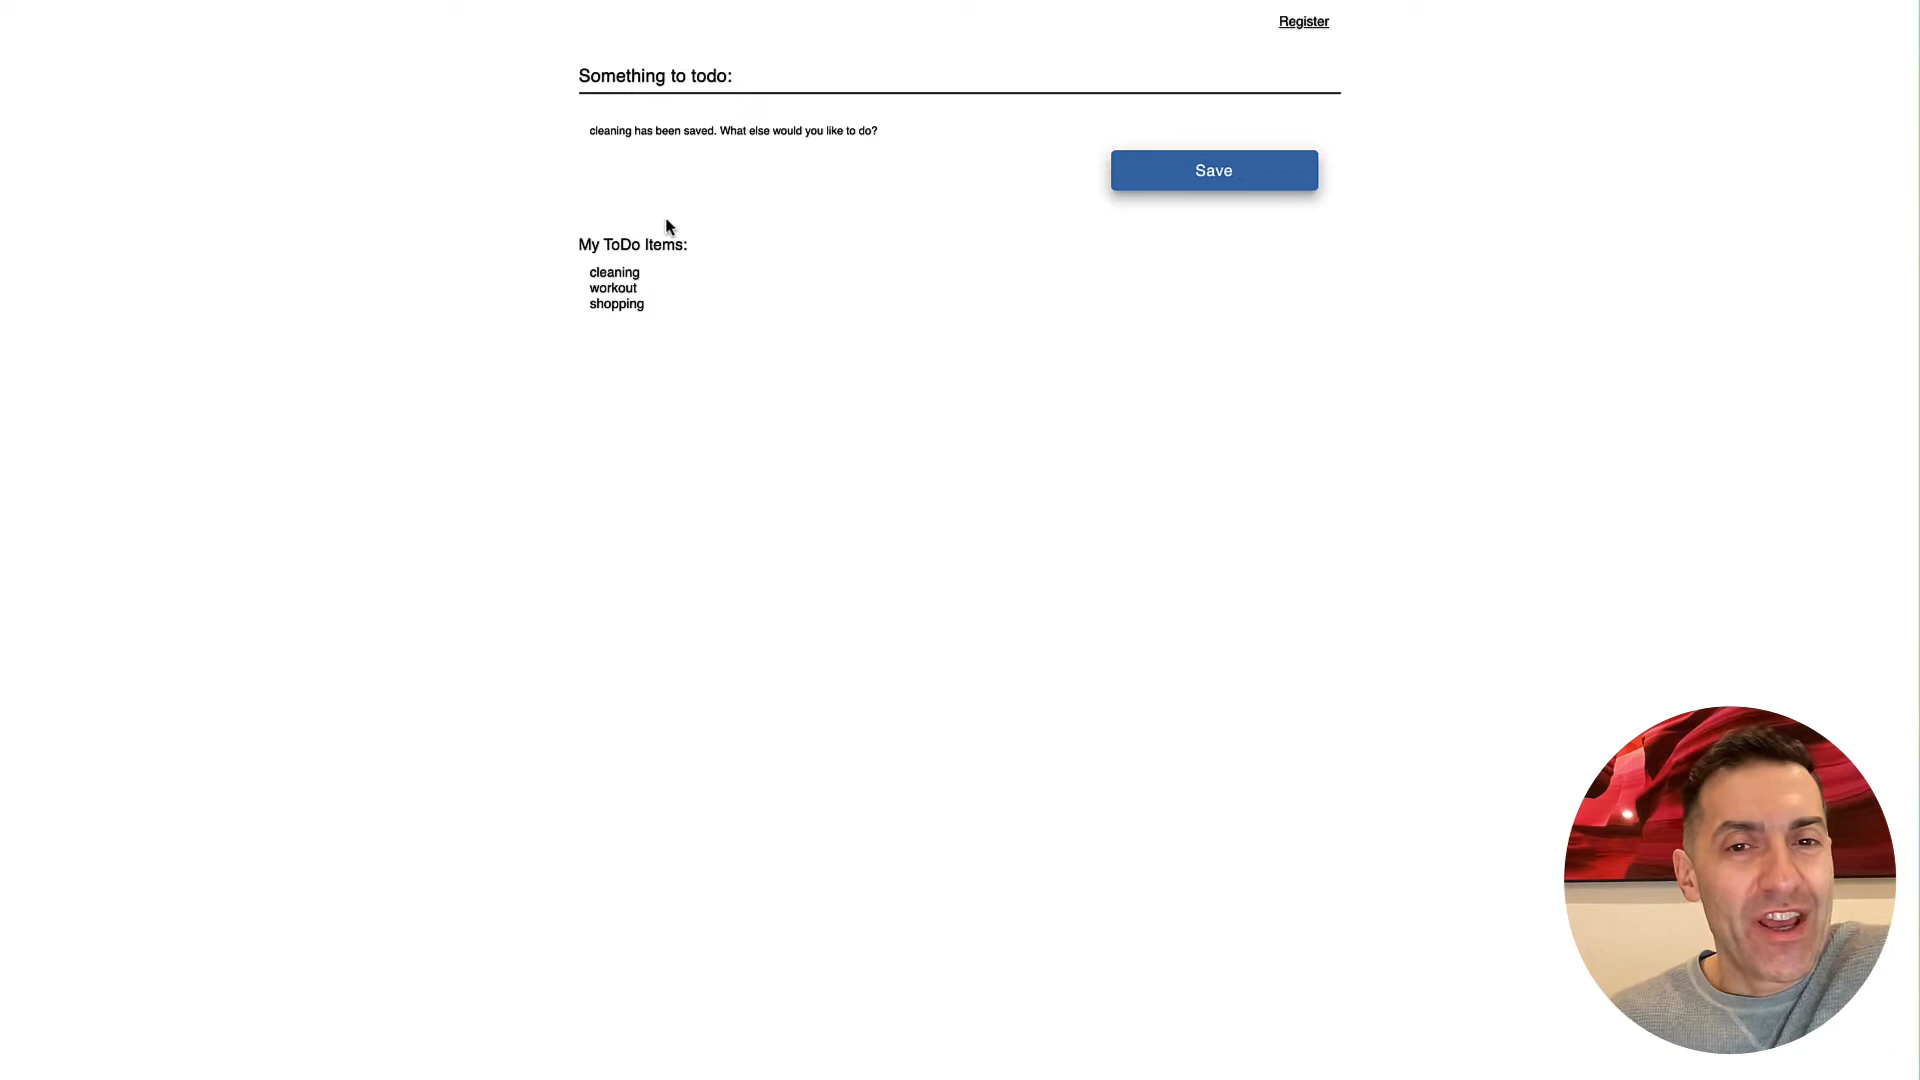 Register
Something to todo:
cleaning has been saved. What else would you like to do?
Save
My ToDo Items:
cleaning
workout
shopping